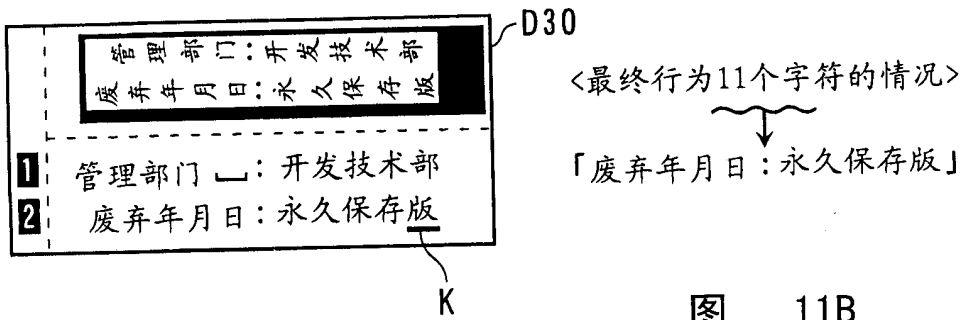 管理部门:开发技术部
废弃年月日:永久保存版
D30
1 管理部门 ⌴:开发技术部
2 废弃年月日:永久保存版
K
<最终行为11个字符的情况>
「废弃年月日:永久保存版」
图 11B